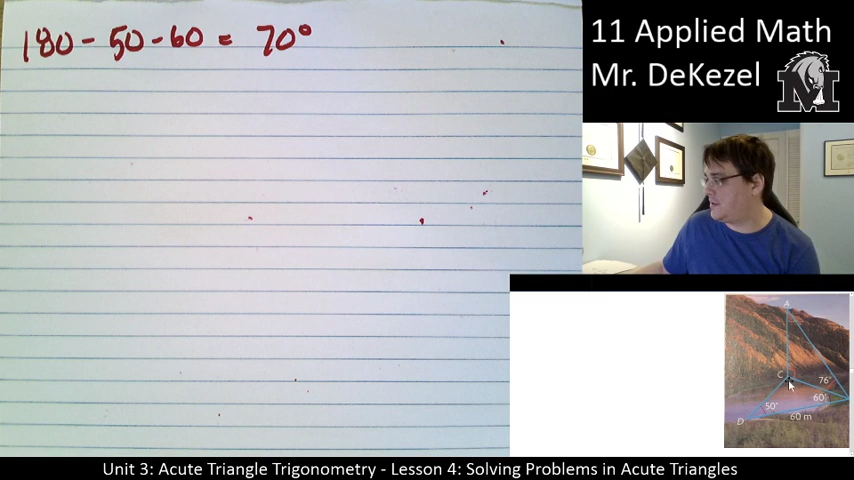 180 - 50 - 60 = 70°
11 Applied Math
Mr. DeKezel
M
A
C
76°
60°
50°
D
60 m
Unit 3: Acute Triangle Trigonometry - Lesson 4: Solving Problems in Acute Triangles